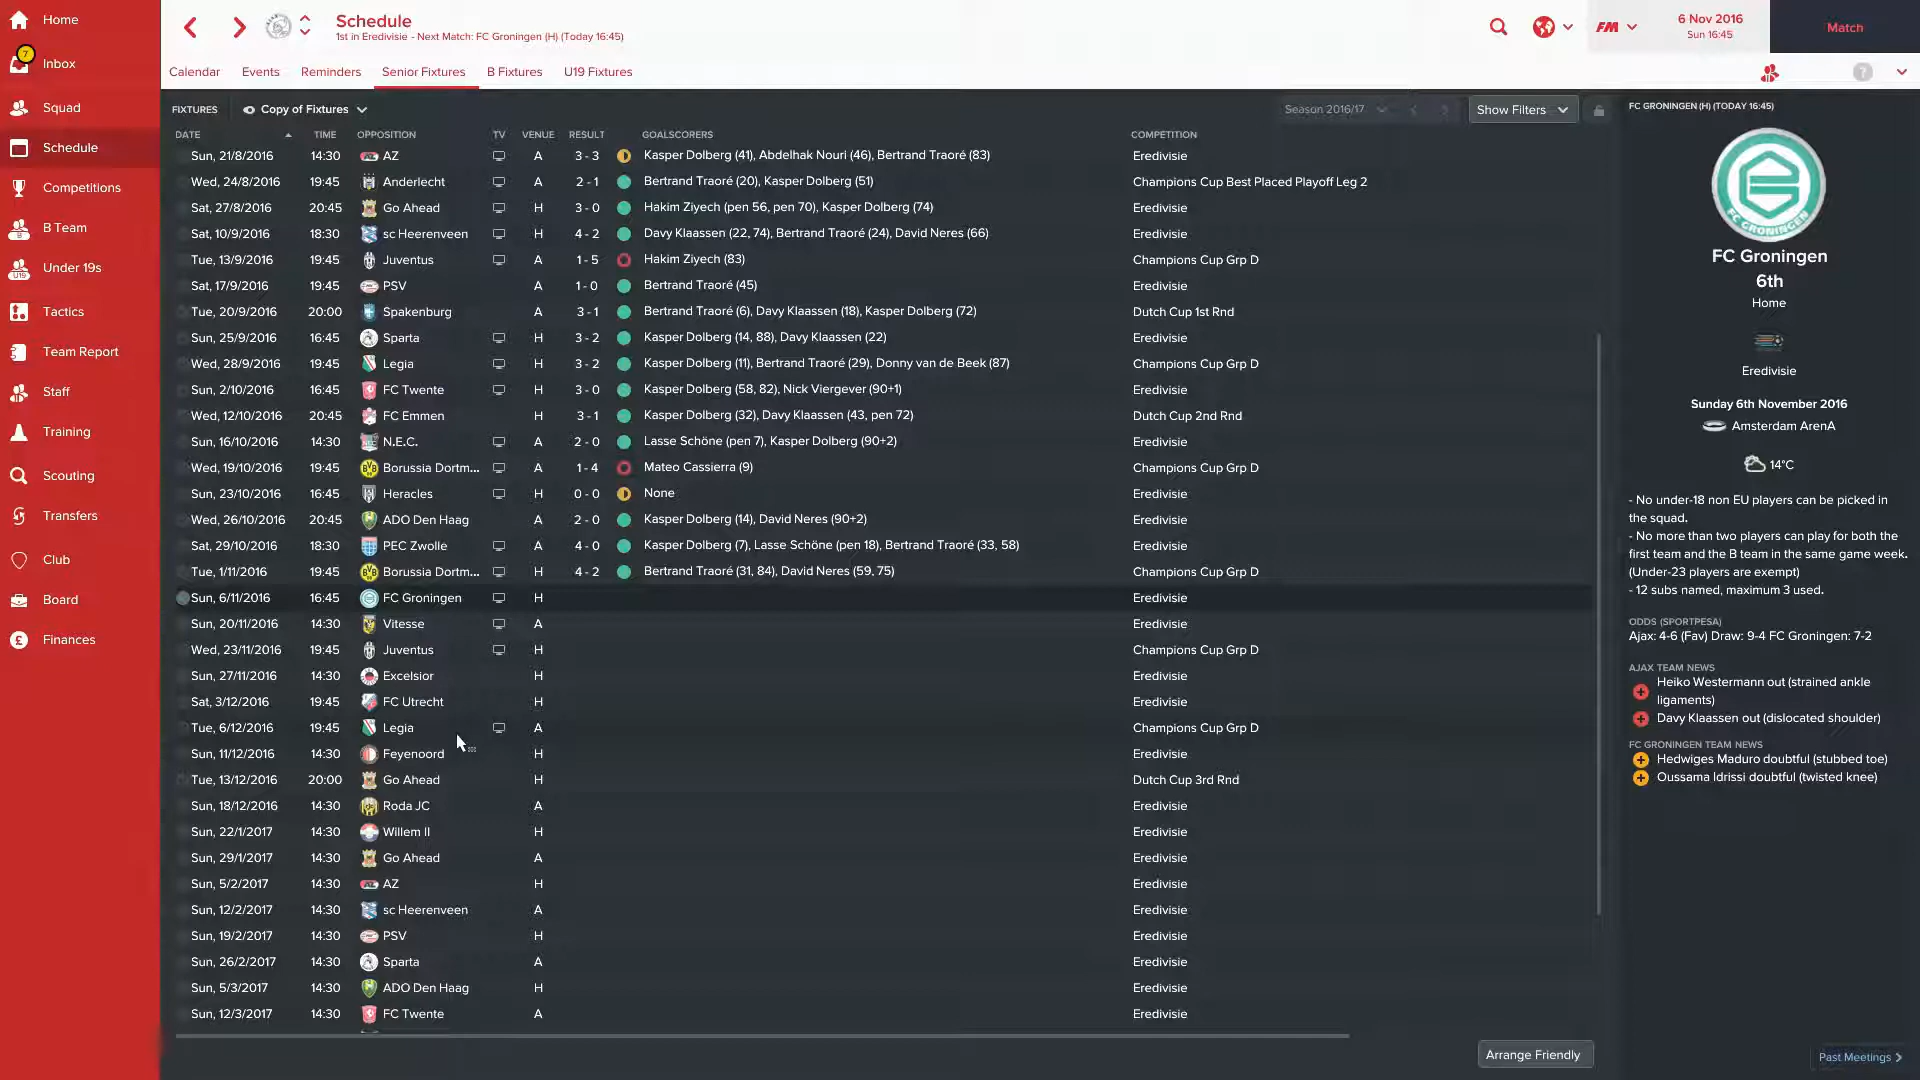 Home
7
Inbox
Squad
Schedule
Competitions
B Team
Under 19s
Tactics
Team Report
Staff
Training
Scouting
Transfers
Club
Board
Finances
Schedule
1st in Eredivisie - Next Match: FC Groningen (H) (Today 16:45)
FM
6 Nov 2016
Sun 16:45
Match
Calendar Events Reminders Senior Fixtures B Fixtures U19 Fixtures
FIXTURES Copy of Fixtures Season 2016/17 Show Filters
DATE TIME OPPOSITION TV VENUE RESULT GOALSCORERS COMPETITION
Sun, 21/8/2016 14:30 AZ A 3 - 3 Kasper Dolberg (41), Abdelhak Nouri (46), Bertrand Traoré (83) Eredivisie
Wed, 24/8/2016 19:45 Anderlecht A 2 - 1 Bertrand Traoré (20), Kasper Dolberg (51) Champions Cup Best Placed Playoff Leg 2
Sat, 27/8/2016 20:45 Go Ahead H 3 - 0 Hakim Ziyech (pen 56, pen 70), Kasper Dolberg (74) Eredivisie
Sat, 10/9/2016 18:30 sc Heerenveen H 4 - 2 Davy Klaassen (22, 74), Bertrand Traoré (24), David Neres (66) Eredivisie
Tue, 13/9/2016 19:45 Juventus A 1 - 5 Hakim Ziyech (83) Champions Cup Grp D
Sat, 17/9/2016 19:45 PSV A 1 - 0 Bertrand Traoré (45) Eredivisie
Tue, 20/9/2016 20:00 Spakenburg A 3 - 1 Bertrand Traoré (6), Davy Klaassen (18), Kasper Dolberg (72) Dutch Cup 1st Rnd
Sun, 25/9/2016 16:45 Sparta H 3 - 2 Kasper Dolberg (14, 88), Davy Klaassen (22) Eredivisie
Wed, 28/9/2016 19:45 Legia H 3 - 2 Kasper Dolberg (11), Bertrand Traoré (29), Donny van de Beek (87) Champions Cup Grp D
Sun, 2/10/2016 16:45 FC Twente H 3 - 0 Kasper Dolberg (58, 82), Nick Viergever (90+1) Eredivisie
Wed, 12/10/2016 20:45 FC Emmen H 3 - 1 Kasper Dolberg (32), Davy Klaassen (43, pen 72) Dutch Cup 2nd Rnd
Sun, 16/10/2016 14:30 N.E.C. A 2 - 0 Lasse Schöne (pen 7), Kasper Dolberg (90+2) Eredivisie
Wed, 19/10/2016 19:45 Borussia Dortm... A 1 - 4 Mateo Cassierra (9) Champions Cup Grp D
Sun, 23/10/2016 16:45 Heracles H 0 - 0 None Eredivisie
Wed, 26/10/2016 20:45 ADO Den Haag A 2 - 0 Kasper Dolberg (14), David Neres (90+2) Eredivisie
Sat, 29/10/2016 18:30 PEC Zwolle A 4 - 0 Kasper Dolberg (7), Lasse Schöne (pen 18), Bertrand Traoré (33, 58) Eredivisie
Tue, 1/11/2016 19:45 Borussia Dortm... H 4 - 2 Bertrand Traoré (31, 84), David Neres (59, 75) Champions Cup Grp D
Sun, 6/11/2016 16:45 FC Groningen H Eredivisie
Sun, 20/11/2016 14:30 Vitesse A Eredivisie
Wed, 23/11/2016 19:45 Juventus H Champions Cup Grp D
Sun, 27/11/2016 14:30 Excelsior H Eredivisie
Sat, 3/12/2016 19:45 FC Utrecht H Eredivisie
Tue, 6/12/2016 19:45 Legia A Champions Cup Grp D
Sun, 11/12/2016 14:30 Feyenoord H Eredivisie
Tue, 13/12/2016 20:00 Go Ahead H Dutch Cup 3rd Rnd
Sun, 18/12/2016 14:30 Roda JC A Eredivisie
Sun, 22/1/2017 14:30 Willem II H Eredivisie
Sun, 29/1/2017 14:30 Go Ahead A Eredivisie
Sun, 5/2/2017 14:30 AZ H Eredivisie
Sun, 12/2/2017 14:30 sc Heerenveen A Eredivisie
Sun, 19/2/2017 14:30 PSV H Eredivisie
Sun, 26/2/2017 14:30 Sparta A Eredivisie
Sun, 5/3/2017 14:30 ADO Den Haag H Eredivisie
Sun, 12/3/2017 14:30 FC Twente A Eredivisie
Arrange Friendly
FC GRONINGEN (H) (TODAY 16:45)
FC GRONINGEN
FC Groningen
6th
Home
Eredivisie
Sunday 6th November 2016
Amsterdam ArenA
14°C
- No under-18 non EU players can be picked in
the squad.
- No more than two players can play for both the
first team and the B team in the same game week.
(Under-23 players are exempt)
- 12 subs named, maximum 3 used.
ODDS (SPORTPESA)
Ajax: 4-6 (Fav) Draw: 9-4 FC Groningen: 7-2
AJAX TEAM NEWS
Heiko Westermann out (strained ankle
ligaments)
Davy Klaassen out (dislocated shoulder)
FC GRONINGEN TEAM NEWS
Hedwiges Maduro doubtful (stubbed toe)
Oussama Idrissi doubtful (twisted knee)
Past Meetings